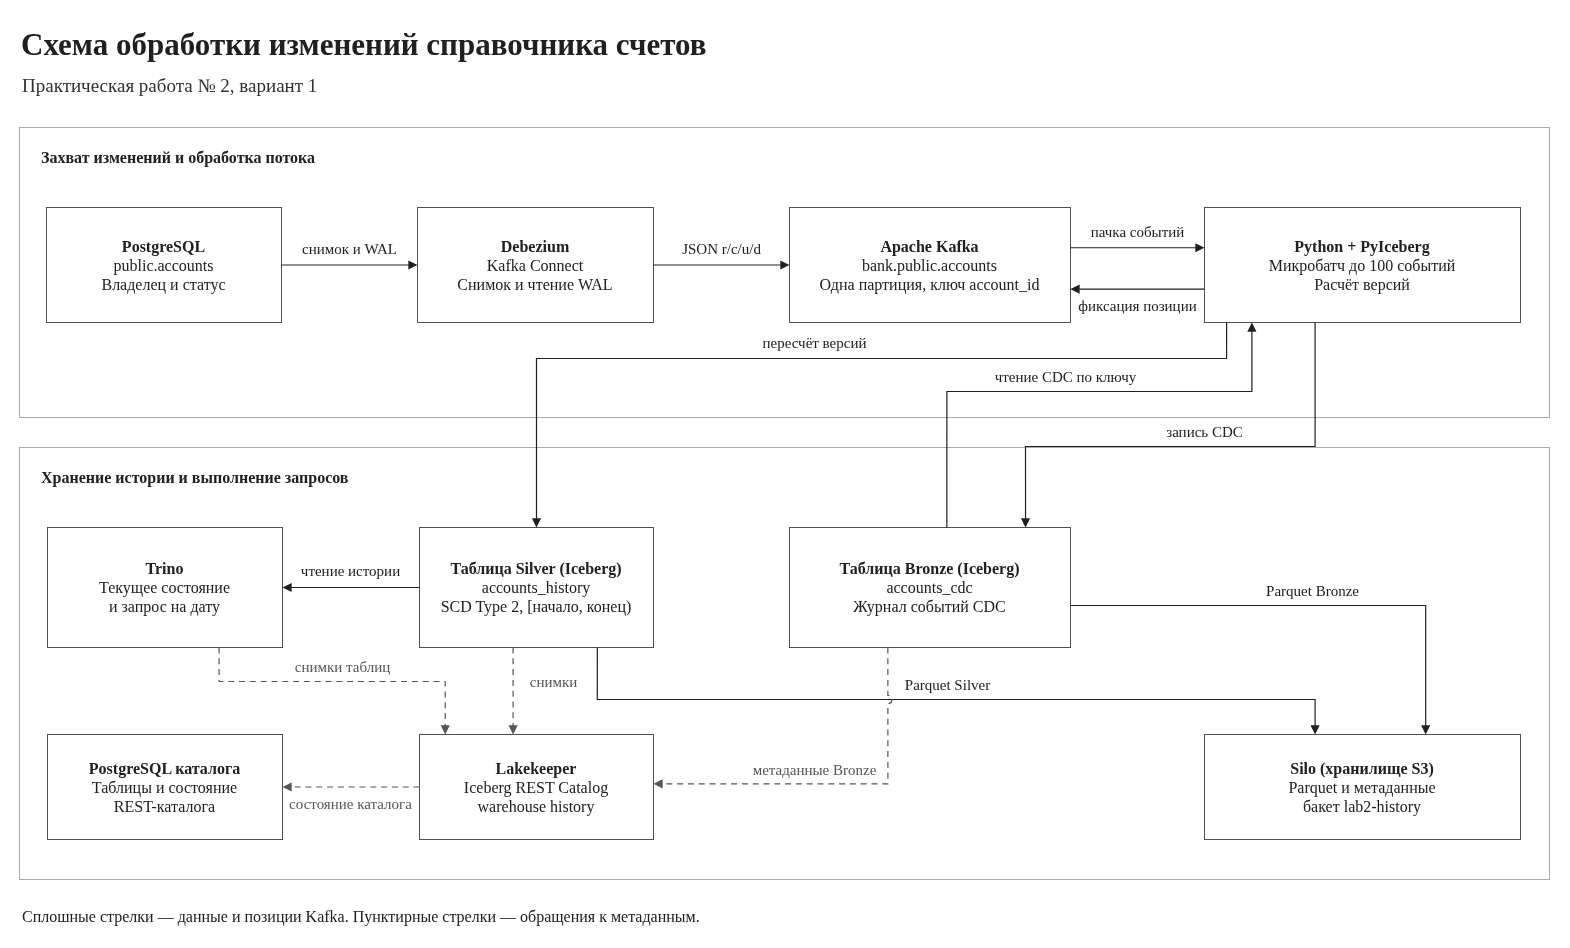 Схема обработки изменений справочника счетов
Практическая работа № 2, вариант 1
Захват изменений и обработка потока
PostgreSQL
public.accounts
Владелец и статус
снимок и WAL
Debezium
Kafka Connect
Снимок и чтение WAL
JSON r/c/u/d
Apache Kafka
bank.public.accounts
Одна партиция, ключ account_id
пачка событий
фиксация позиции
Python + PyIceberg
Микробатч до 100 событий
Расчёт версий
пересчёт версий
чтение CDC по ключу
запись CDC
Хранение истории и выполнение запросов
Trino
Текущее состояние
и запрос на дату
чтение истории
Таблица Silver (Iceberg)
accounts_history
SCD Type 2, [начало, конец)
Таблица Bronze (Iceberg)
accounts_cdc
Журнал событий CDC
Parquet Bronze
снимки таблиц
снимки
Parquet Silver
PostgreSQL каталога
Таблицы и состояние
REST-каталога
состояние каталога
Lakekeeper
Iceberg REST Catalog
warehouse history
метаданные Bronze
Silo (хранилище S3)
Parquet и метаданные
бакет lab2-history
Сплошные стрелки — данные и позиции Kafka. Пунктирные стрелки — обращения к метаданным.